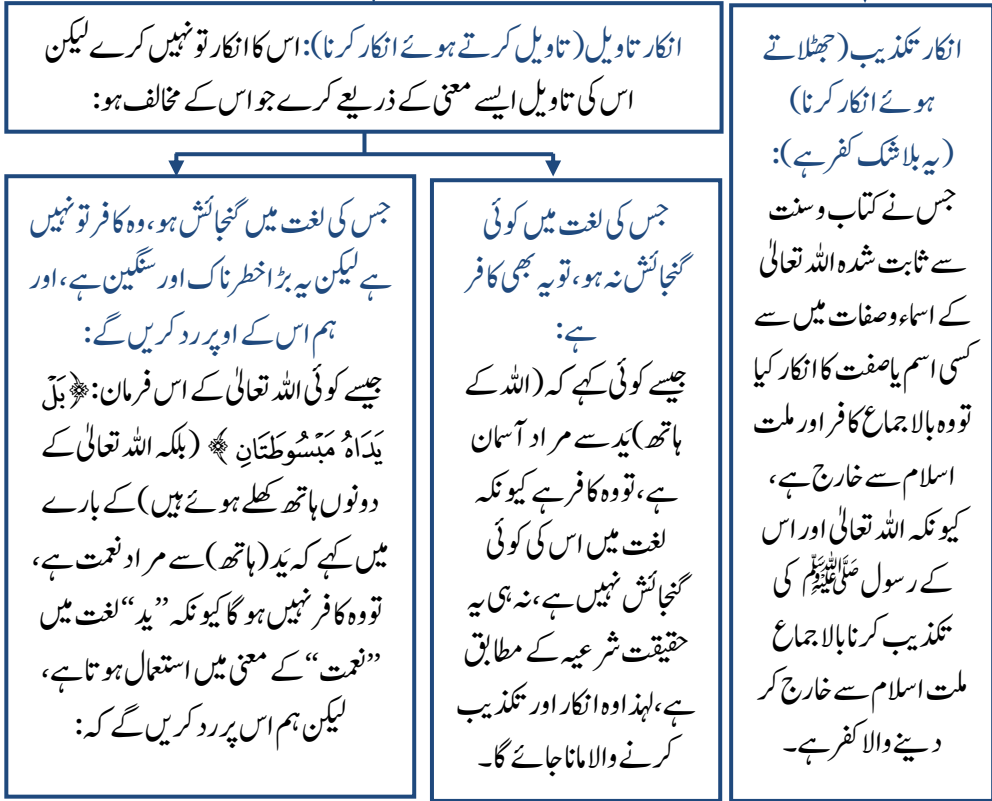 انکار تکذیب (جھٹلاتے
ہوئے انکار کرنا)
(یہ بلا شک کفر ہے):
جس نے کتاب و سنت
سے ثابت شدہ اللہ تعالیٰ
کے اسماء و صفات میں سے
کسی اسم یا صفت کا انکار کیا
تو وہ بالاجماع کافر اور ملت
اسلام سے خارج ہے،
کیونکہ اللہ تعالیٰ اور اس
کے رسول ﷺ کی
تکذیب کرنا بالاجماع
ملت اسلام سے خارج کر
دینے والا کفر ہے۔
انکار تاویل (تاویل کرتے ہوئے انکار کرنا): اس کا انکار تو نہیں کرے لیکن
اس کی تاویل ایسے معنی کے ذریعے کرے جو اس کے مخالف ہو:
جس کی لغت میں کوئی
گنجائش نہ ہو، تو یہ بھی کافر
ہے:
جیسے کوئی کہے کہ (اللہ کے
ہاتھ) ید سے مراد آسمان
ہے، تو وہ کافر ہے کیونکہ
لغت میں اس کی کوئی
گنجائش نہیں ہے، نہ ہی یہ
حقیقت شرعیہ کے مطابق
ہے، لہذا وہ انکار اور تکذیب
کرنے والا مانا جائے گا۔
جس کی لغت میں گنجائش ہو، وہ کافر تو نہیں
ہے لیکن یہ بڑا خطرناک اور سنگین ہے، اور
ہم اس کے اوپر رد کریں گے:
جیسے کوئی اللہ تعالیٰ کے اس فرمان: ﴿بَلْ
يَدَاهُ مَبْسُوطَتَانِ﴾ (بلکہ اللہ تعالیٰ کے
دونوں ہاتھ کھلے ہوئے ہیں) کے بارے
میں کہے کہ ید (ہاتھ) سے مراد نعمت ہے،
تو وہ کافر نہیں ہو گا کیونکہ ”ید“ لغت میں
”نعمت“ کے معنی میں استعمال ہوتا ہے،
لیکن ہم اس پر رد کریں گے کہ: